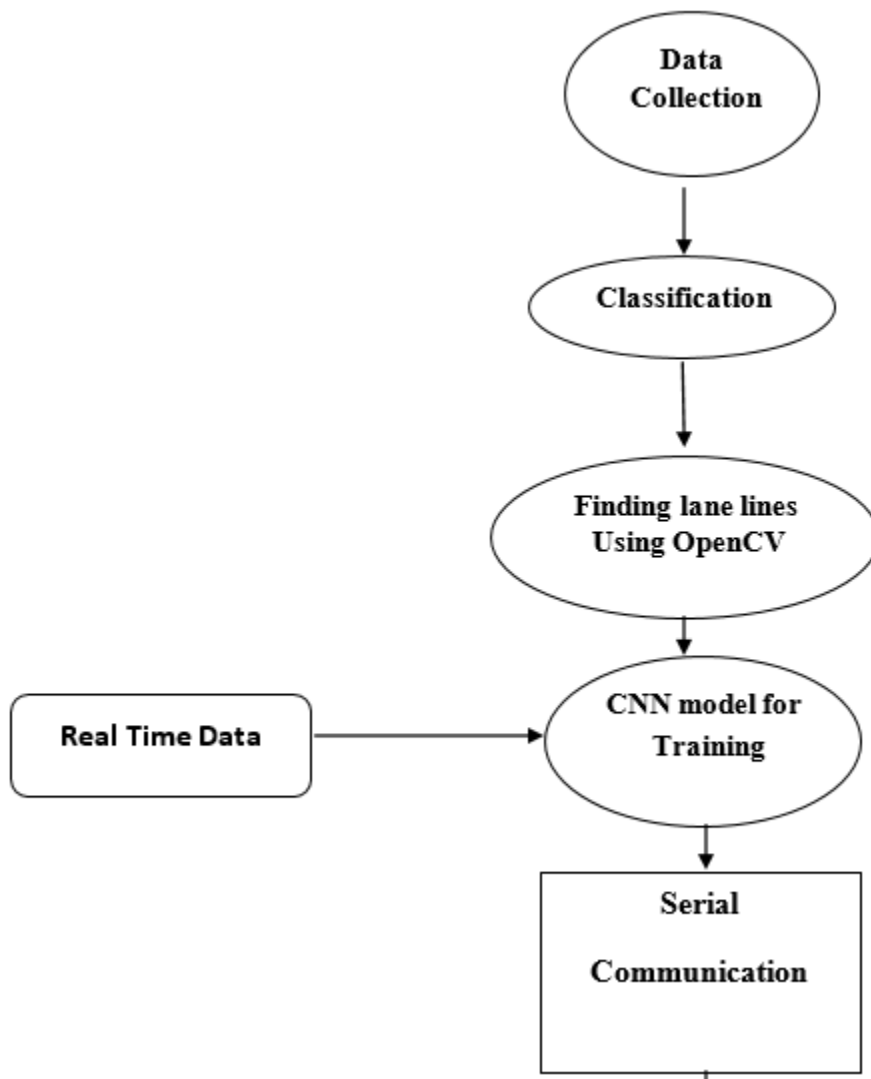 Data
Collection
Classification
Finding lane lines
Using OpenCV
CNN model for
Training
Real Time Data
Serial
Communication